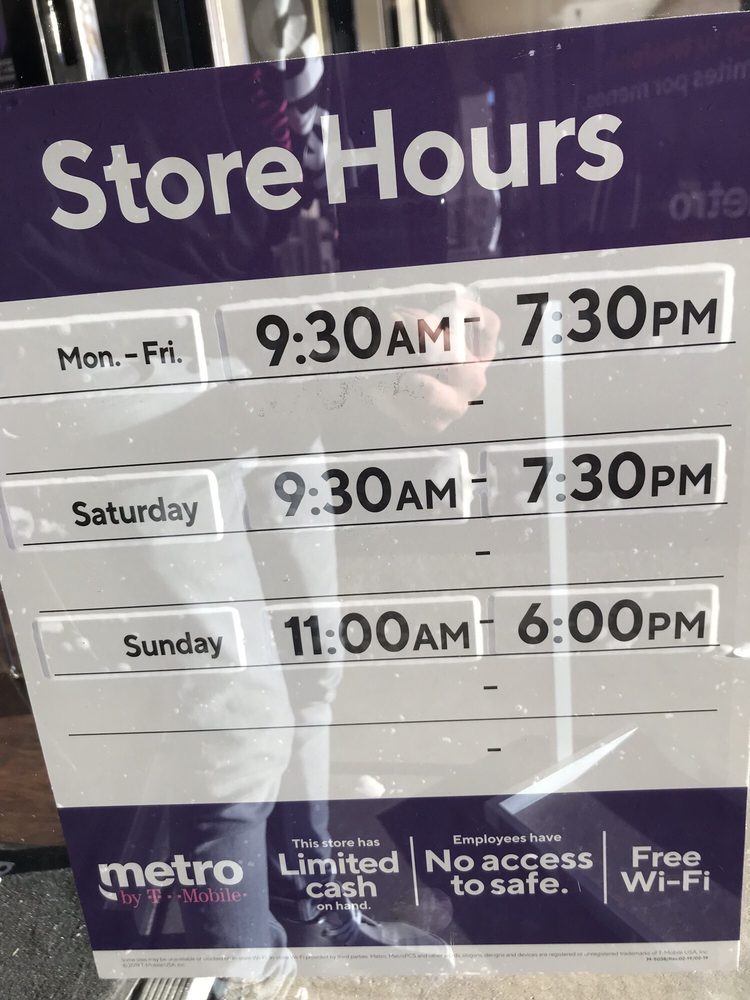 Store Hours
Mon. – Fri. 9:30AM - 7:30PM
-
Saturday 9:30AM - 7:30PM
-
Sunday 11:00AM - 6:00PM
-
-
metro
by T-Mobile
This store has
Limited
cash
on hand.
Employees have
No access
to safe.
Free
Wi-Fi